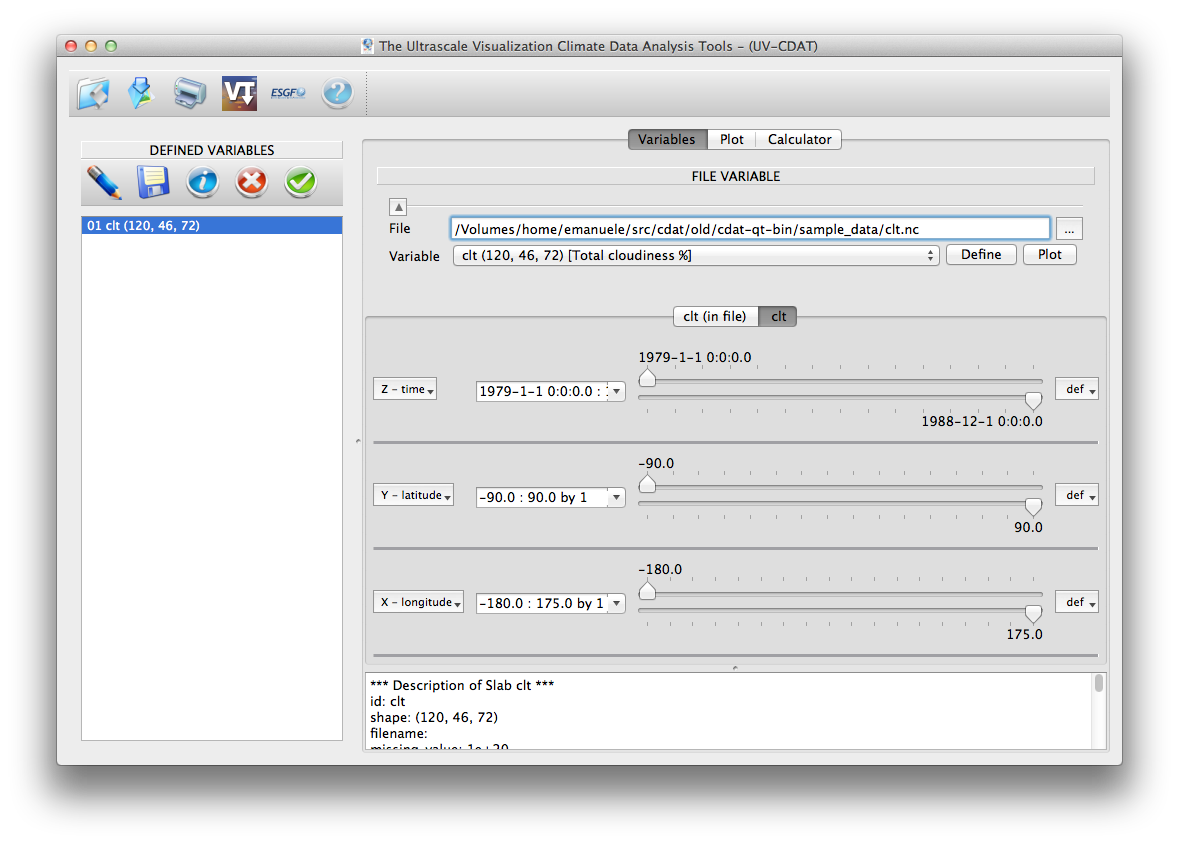 The Ultrascale Visualization Climate Data Analysis Tools - (UV-CDAT)
VT ESGF ?
DEFINED VARIABLES
01 clt (120, 46, 72)
Variables Plot Calculator
FILE VARIABLE
File /Volumes/home/emanuele/src/cdat/old/cdat-qt-bin/sample_data/clt.nc ...
Variable clt (120, 46, 72) [Total cloudiness %] Define Plot
clt (in file) clt
1979-1-1 0:0:0.0
Z - time 1979-1-1 0:0:0.0 : def
1988-12-1 0:0:0.0
-90.0
Y - latitude -90.0 : 90.0 by 1 def
90.0
-180.0
X - longitude -180.0 : 175.0 by 1 def
175.0
*** Description of Slab clt ***
id: clt
shape: (120, 46, 72)
filename:
missing_value: 1e+20